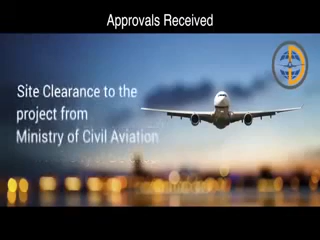 Approvals Received
Site Clearance to the
project from
Ministry of Civil Aviation